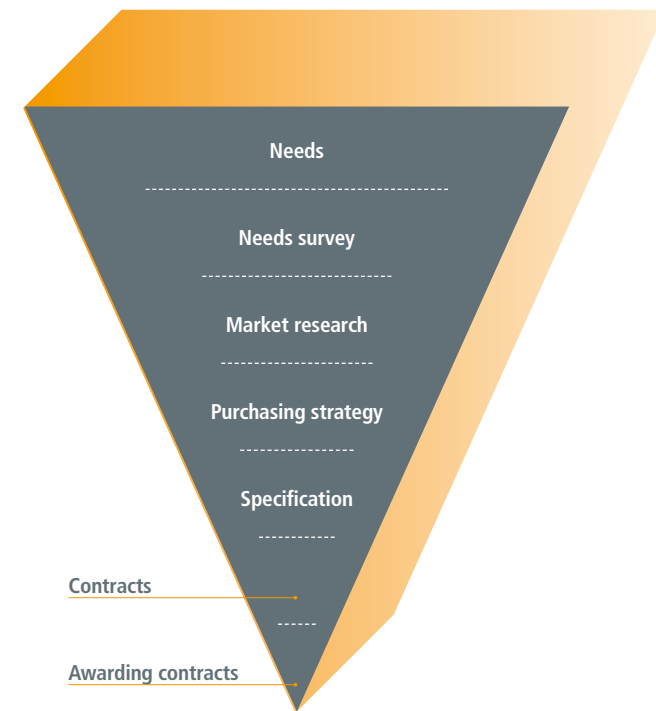 Needs
Needs survey
Market research
Purchasing strategy
Specification
Contracts
Awarding contracts